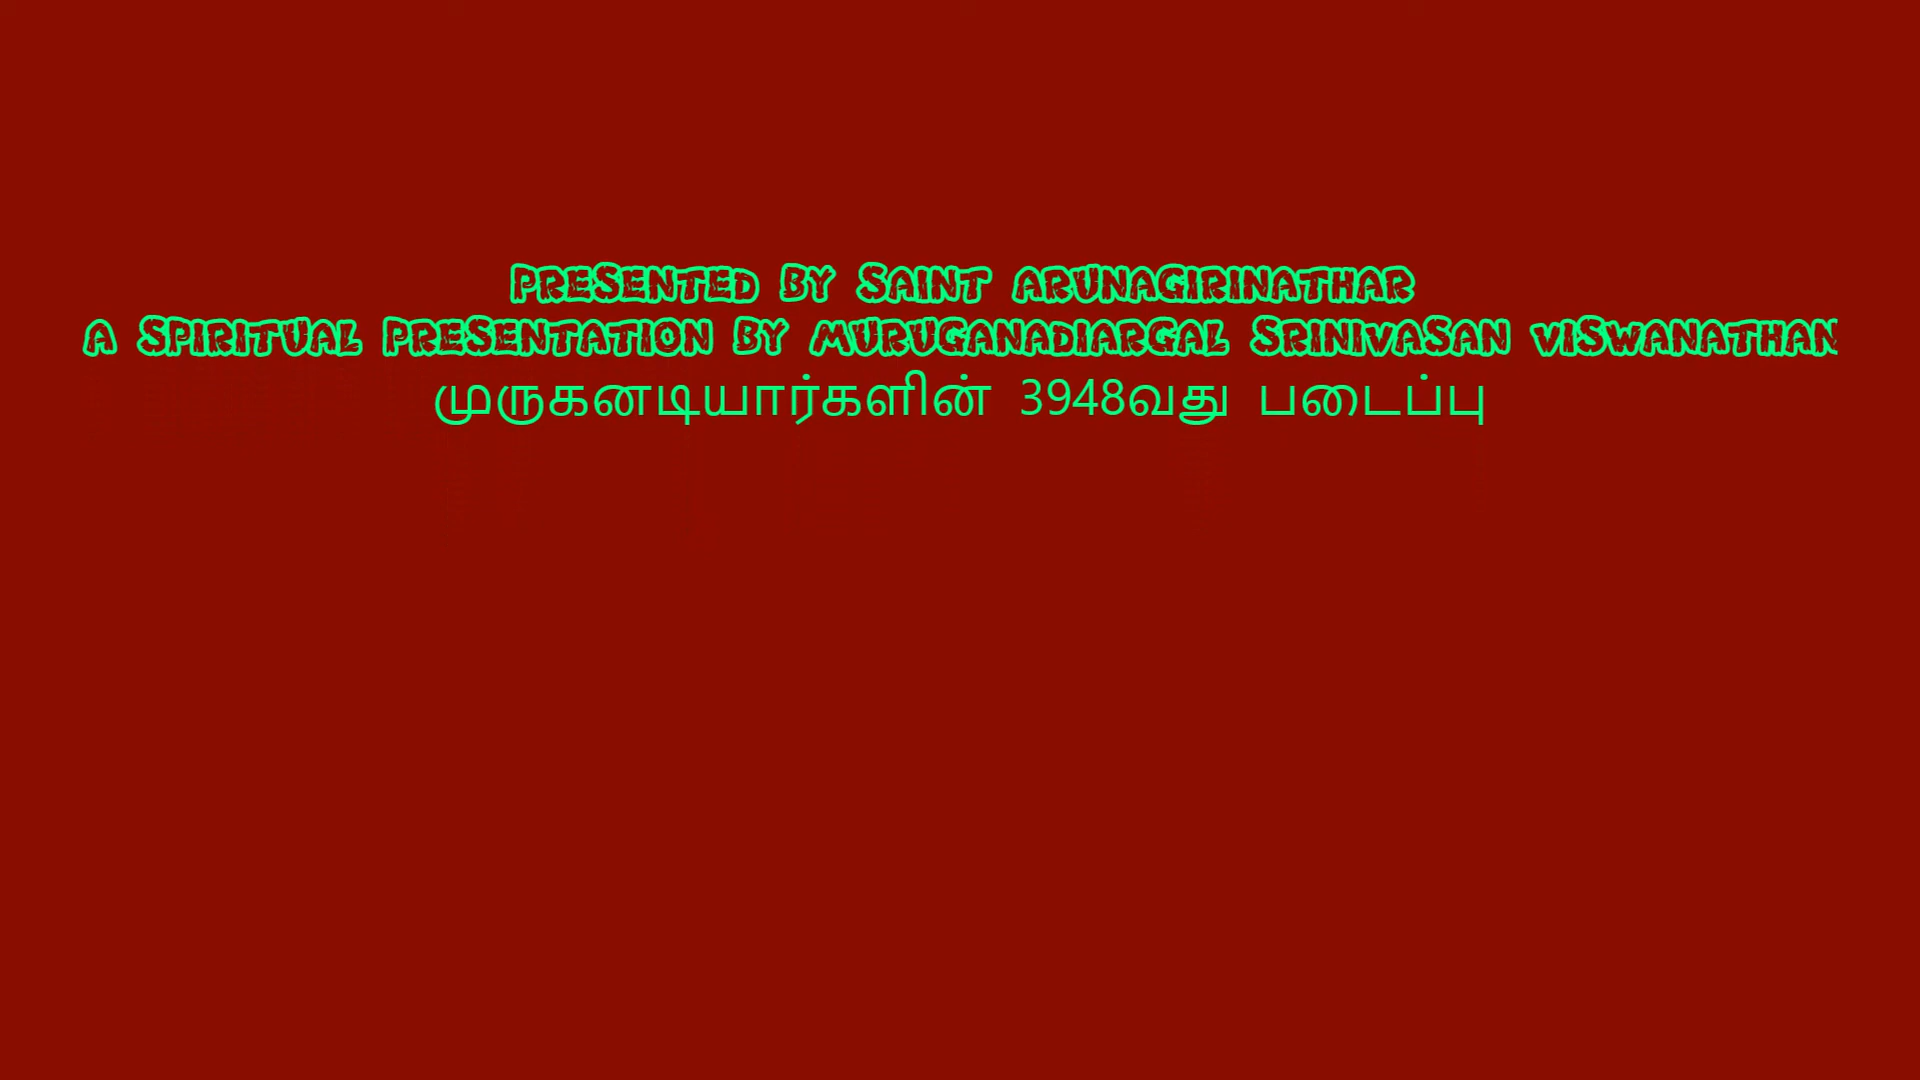 PRESENTED BY SAINT ARUNAGIRINATHAR
A SPIRITUAL PRESENTATION BY MURUGANADIARGAL SRINIVASAN VISWANATHAN
முருகனடியார்களின் 3948வது படைப்பு